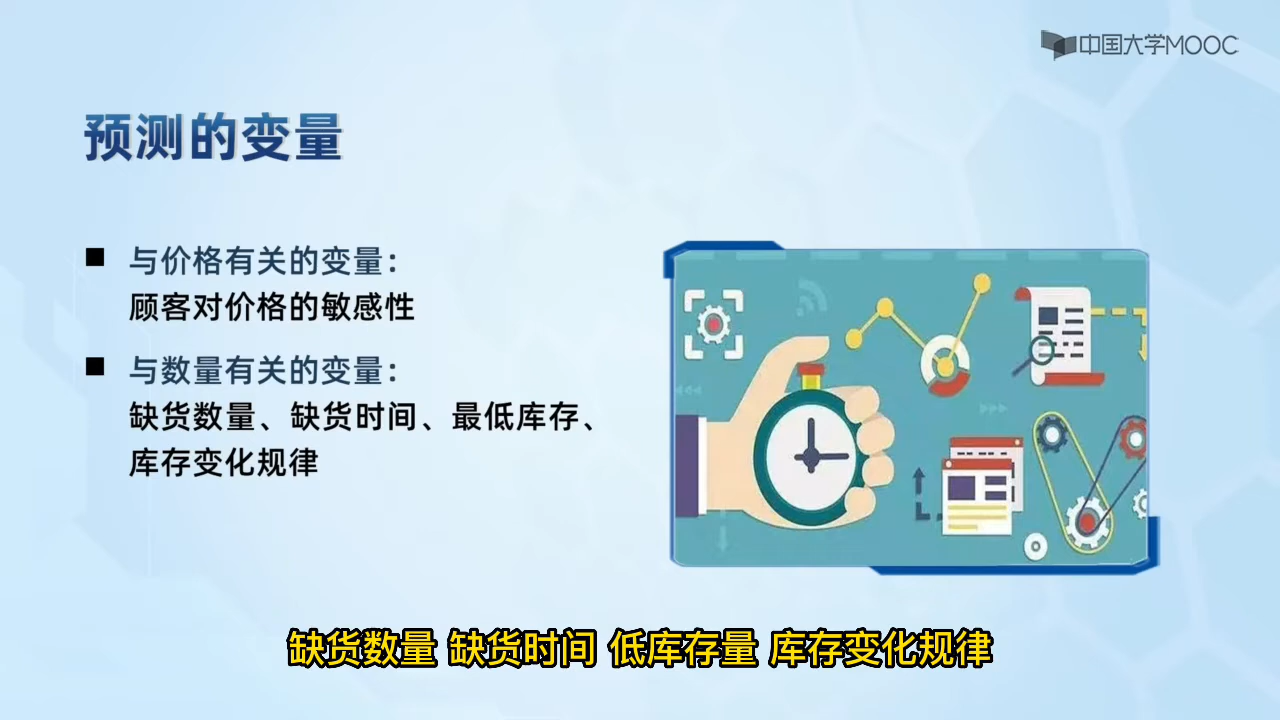 中国大学MOOC
预测的变量
■ 与价格有关的变量：
顾客对价格的敏感性
■ 与数量有关的变量：
缺货数量、缺货时间、最低库存、
库存变化规律
缺货数量 缺货时间 低库存量 库存变化规律